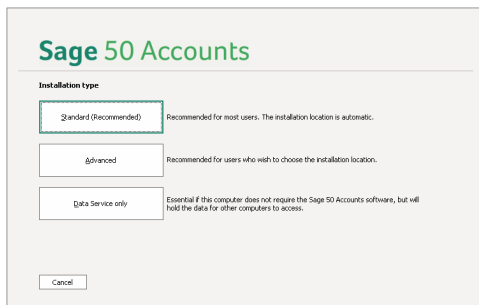 Sage 50 Accounts
Installation type
Standard (Recommended)
Recommended for most users. The installation location is automatic.
Advanced
Recommended for users who wish to choose the installation location.
Data Service only
Essential if this computer does not require the Sage 50 Accounts software, but will
hold the data for other computers to access.
Cancel